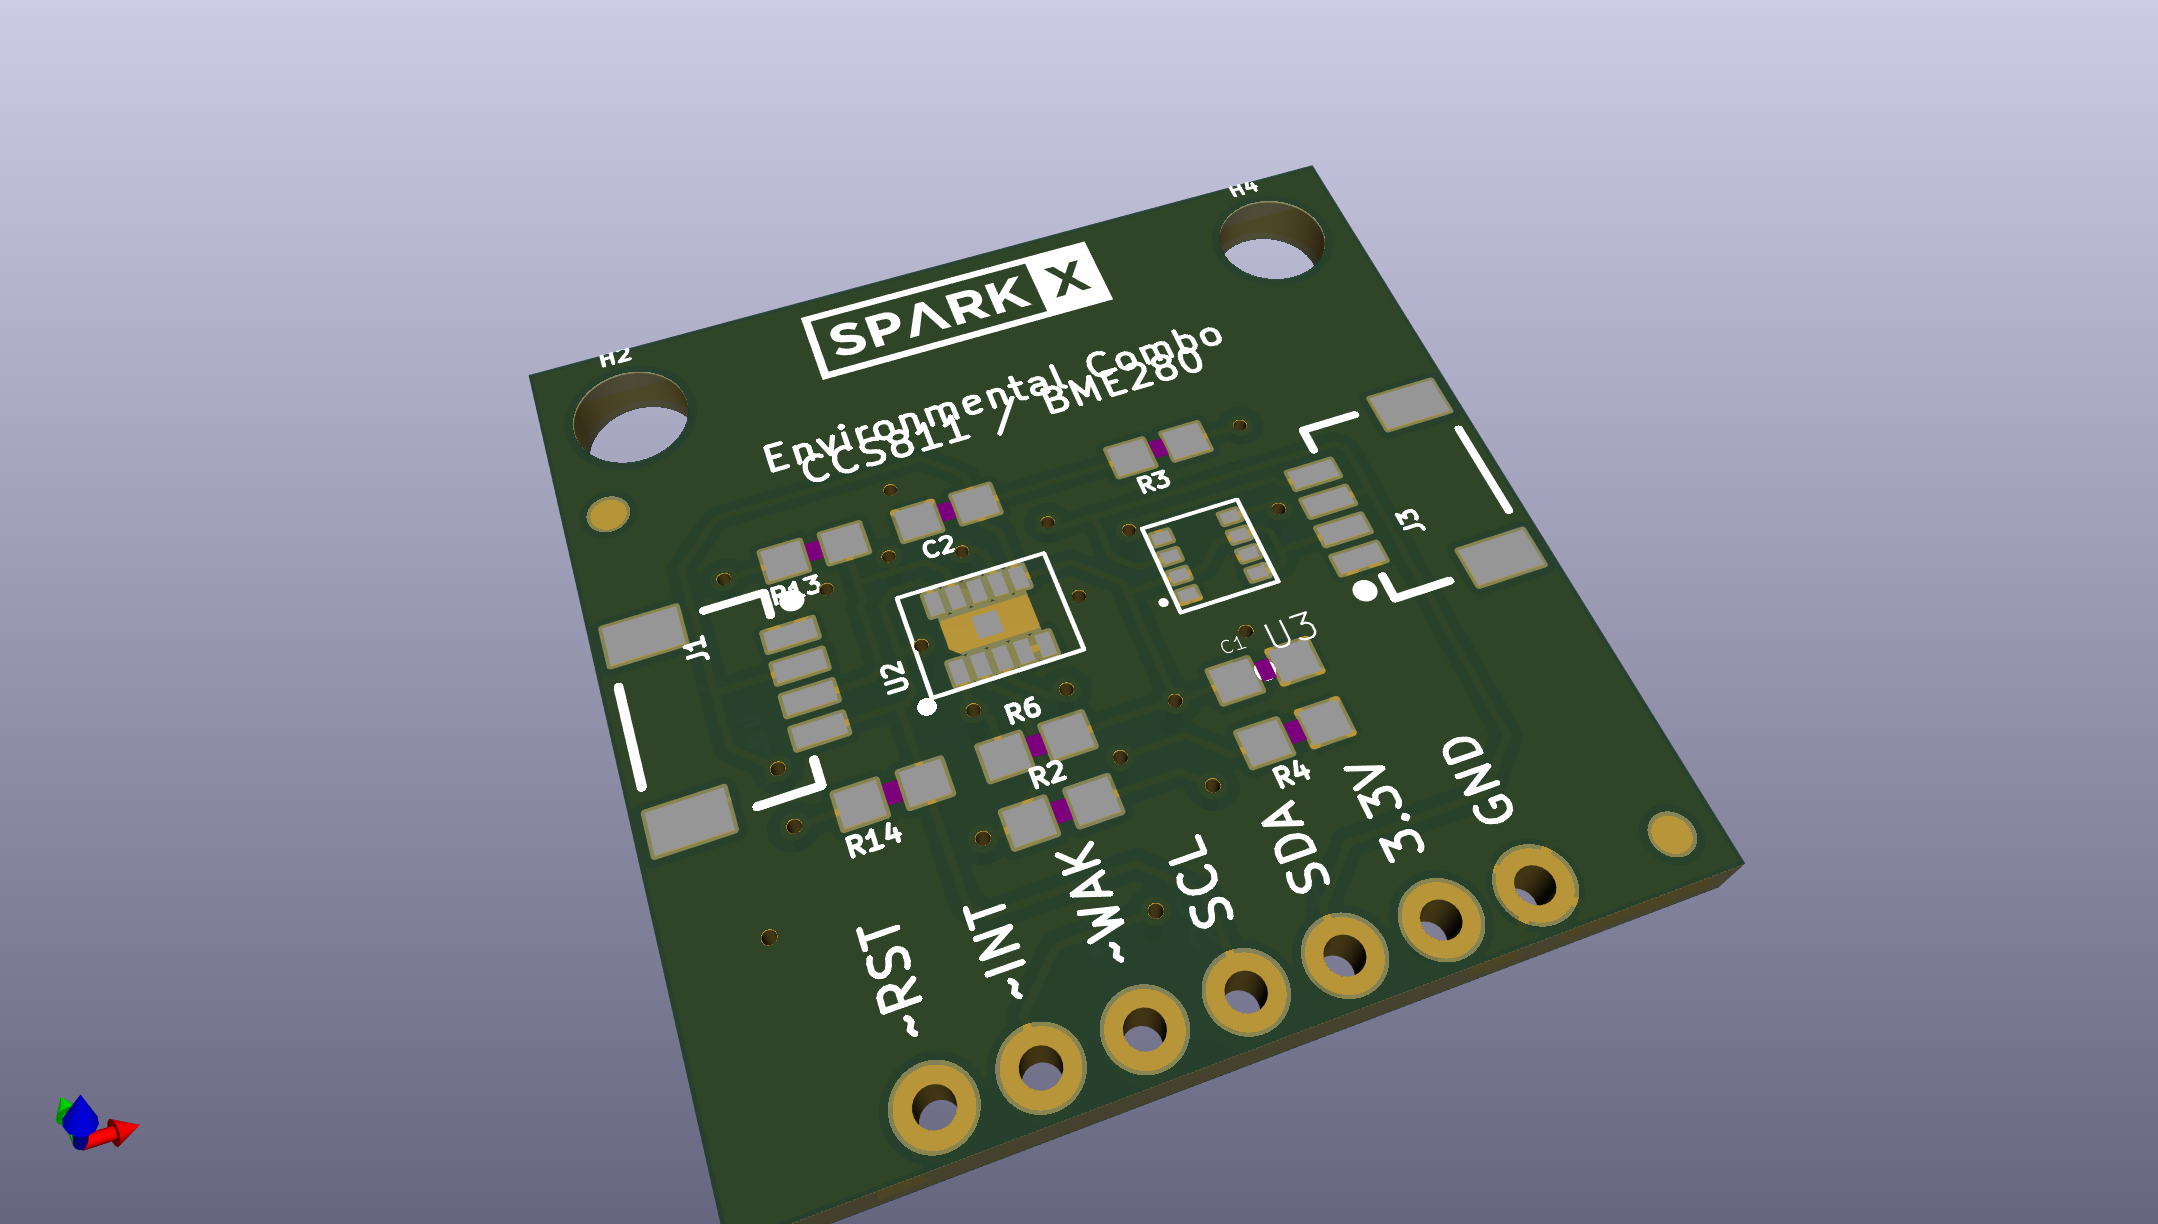 H4
SPARK X
H2
Environmental Combo
CCS811 / BME280
R3
C2
J3
R13
J1
U3
C1
U2
R6
R2
R4
R14
~RST
~INT
~WAK
SCL
SDA
3.3V
GND